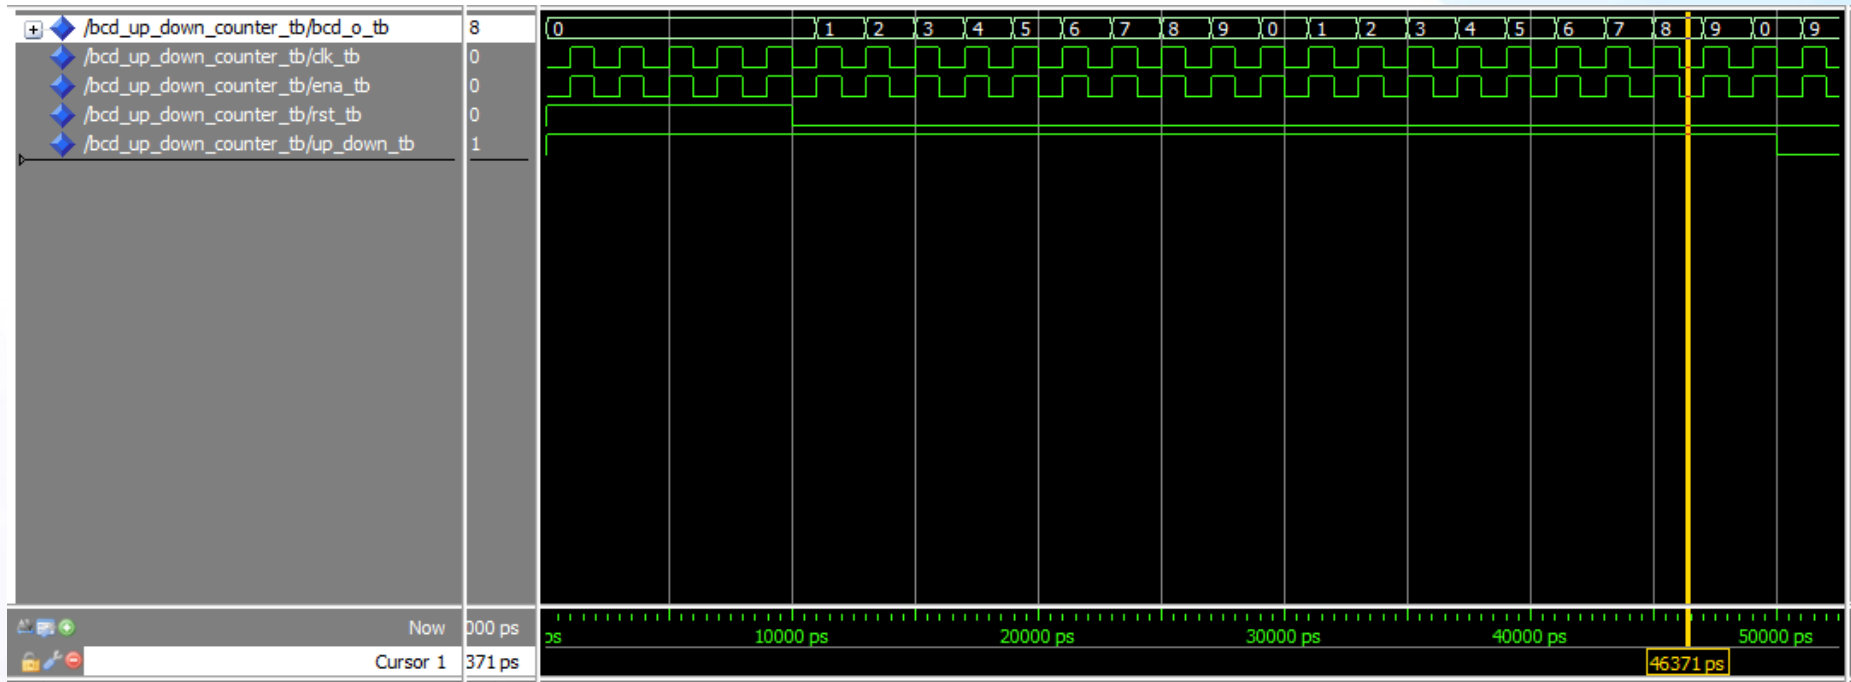 /bcd_up_down_counter_tb/bcd_o_tb 8 0 1 2 3 4 5 6 7 8 9 0 1 2 3 4 5 6 7 8 9 0 9
/bcd_up_down_counter_tb/clk_tb 0
/bcd_up_down_counter_tb/ena_tb 0
/bcd_up_down_counter_tb/rst_tb 0
/bcd_up_down_counter_tb/up_down_tb 1
Now 000 ps ps 10000 ps 20000 ps 30000 ps 40000 ps 50000 ps
Cursor 1 371 ps 46371 ps